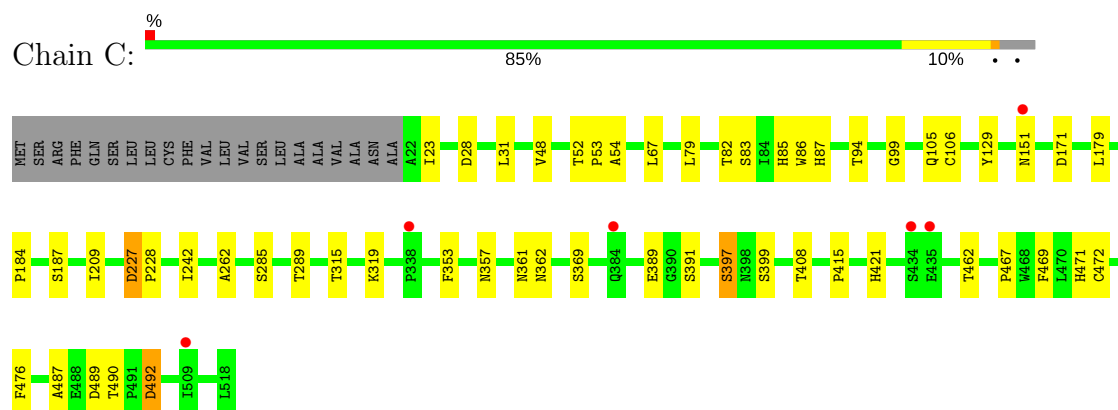 %
Chain C:
85% 10% • •
MET SER ARG PHE GLN SER LEU LEU CYS PHE VAL LEU VAL SER LEU ALA ALA VAL ALA ASN ALA A22 I23 D28 L31 V48 T52 P53 A54 L67 L79 T82 S83 I84 H85 W86 H87 T94 G99 Q105 C106 Y129 N151 D171 L179
P184 S187 I209 D227 P228 I242 A262 S285 T289 T315 K319 P338 F353 N357 N361 N362 S369 Q384 E389 G390 S391 S397 N398 S399 T408 P415 H421 S434 E435 T462 P467 W468 F469 L470 H471 C472
F476 A487 E488 D489 T490 P491 D492 I509 L518